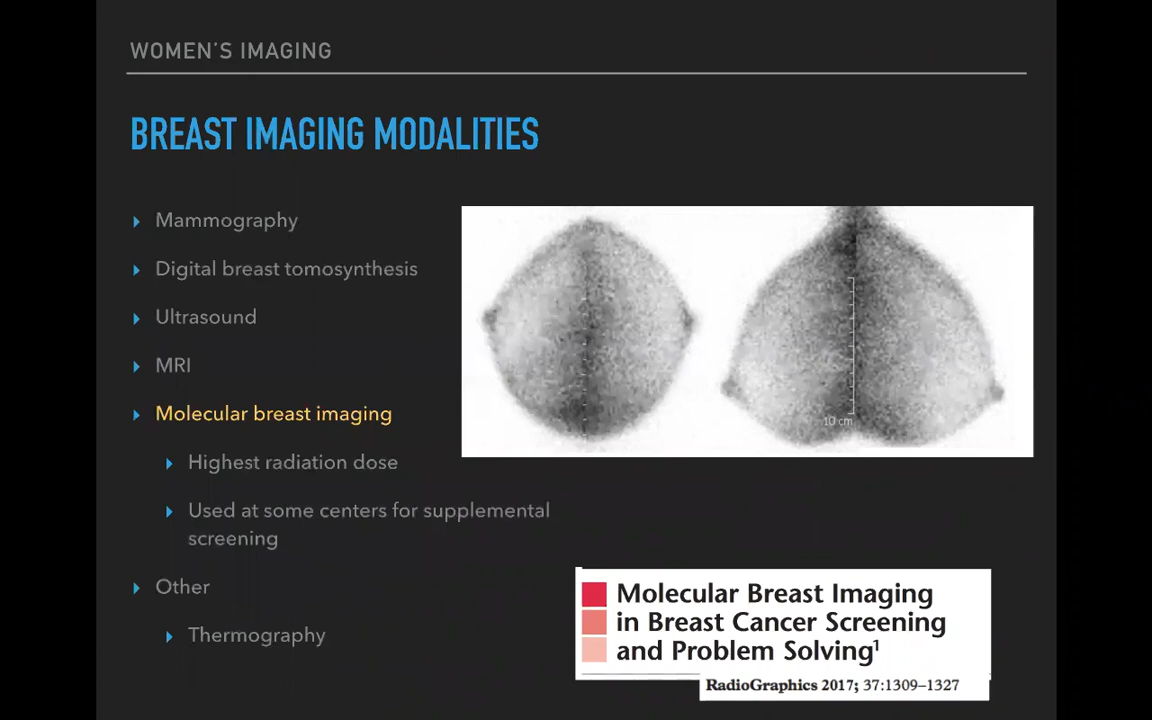 WOMEN'S IMAGING
BREAST IMAGING MODALITIES
Mammography
Digital breast tomosynthesis
Ultrasound
MRI
Molecular breast imaging
Highest radiation dose
Used at some centers for supplemental
screening
Other
Thermography
10 cm
Molecular Breast Imaging
in Breast Cancer Screening
and Problem Solving¹
RadioGraphics 2017; 37:1309–1327